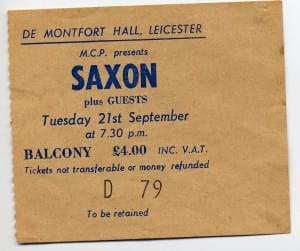 DE MONTFORT HALL, LEICESTER
M.C.P. presents
SAXON
plus GUESTS
Tuesday 21st September
at 7.30 p.m.
BALCONY £4.00 INC. V.A.T.
Tickets not transferable or money refunded
D 79
To be retained